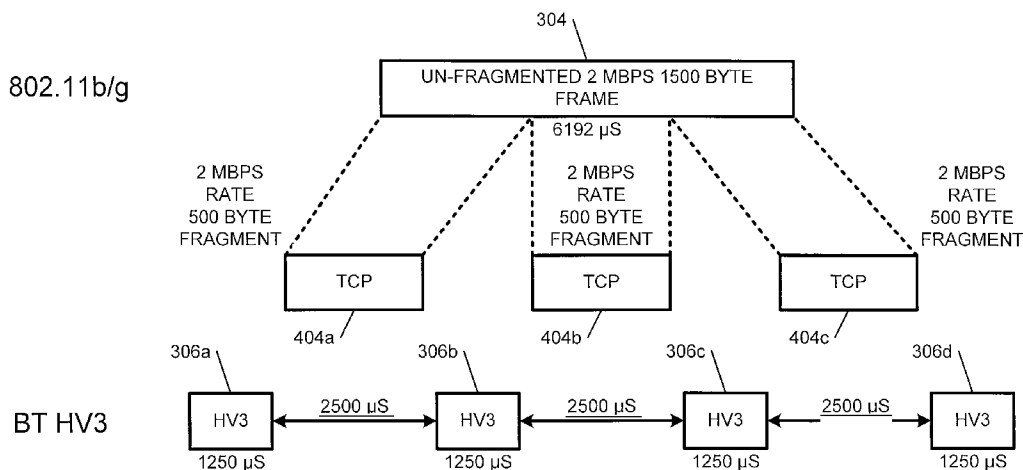 304
802.11b/g
UN-FRAGMENTED 2 MBPS 1500 BYTE
FRAME
6192 µS
2 MBPS
RATE
500 BYTE
FRAGMENT
2 MBPS
RATE
500 BYTE
FRAGMENT
2 MBPS
RATE
500 BYTE
FRAGMENT
TCP
TCP
TCP
404a
404b
404c
306a
306b
306c
306d
BT HV3
HV3
2500 µS
HV3
2500 µS
HV3
2500 µS
HV3
1250 µS
1250 µS
1250 µS
1250 µS